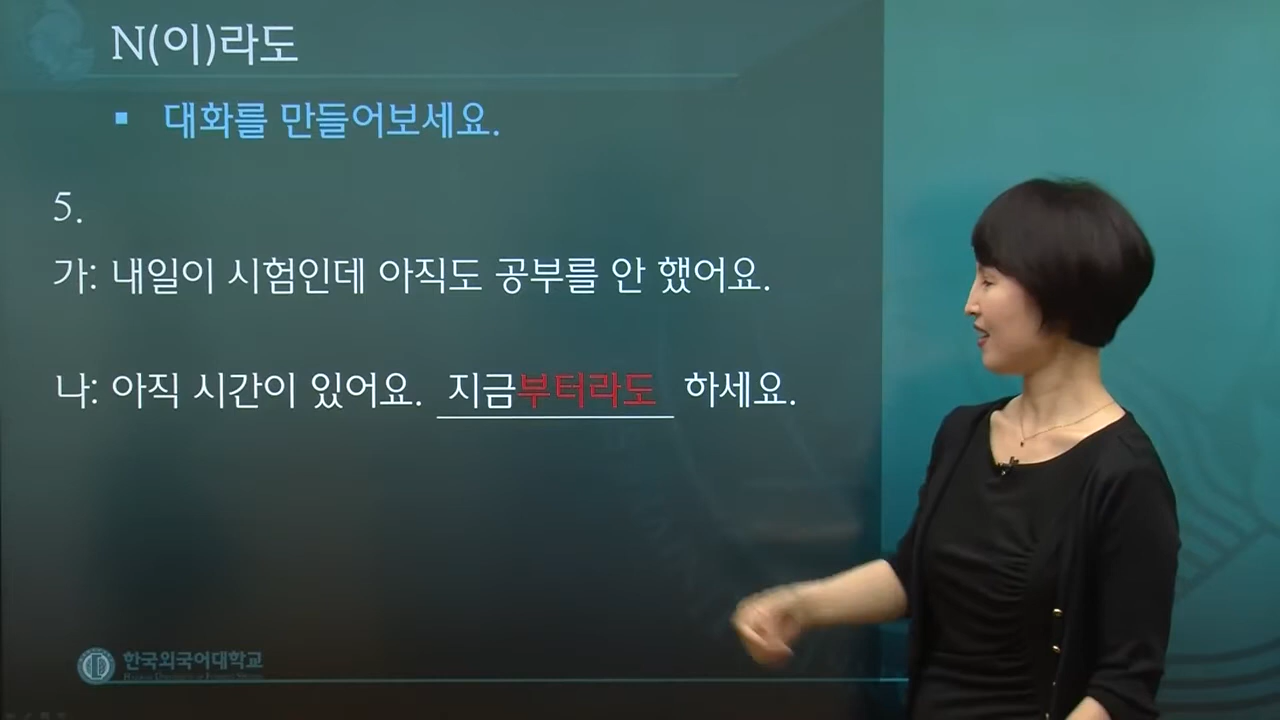 N(이)라도
▪ 대화를 만들어보세요.
5.
가: 내일이 시험인데 아직도 공부를 안 했어요.
나: 아직 시간이 있어요. 지금부터라도 하세요.
한국외국어대학교